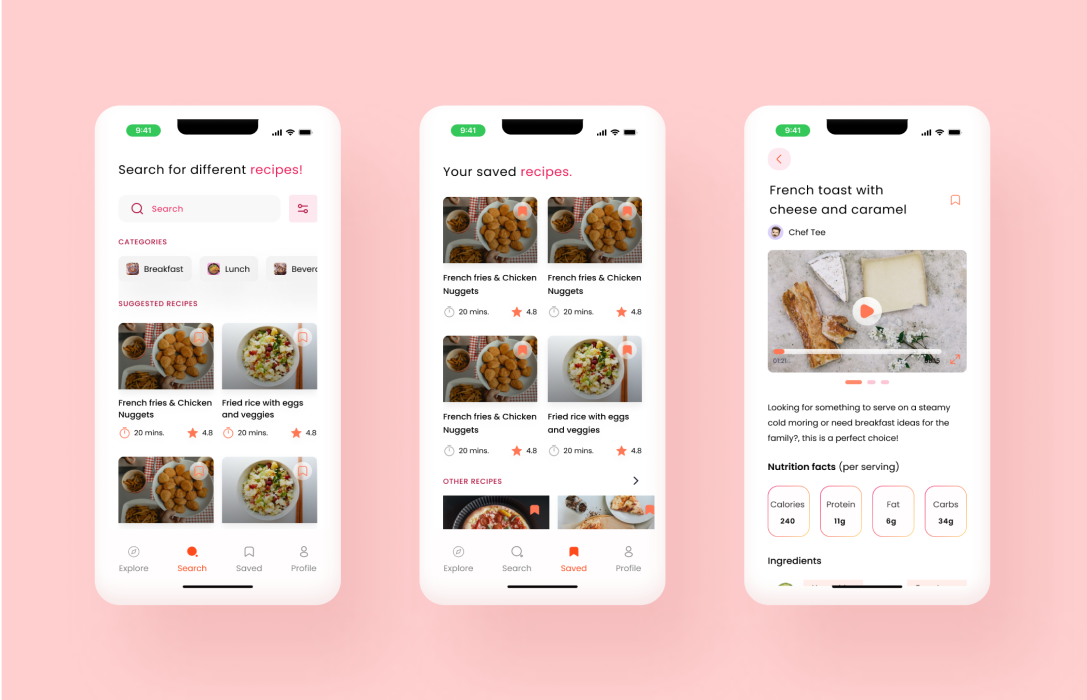 9:41
Search for different recipes!
Search
CATEGORIES
Breakfast
Lunch
Bever
SUGGESTED RECIPES
French fries & Chicken
Nuggets
20 mins.
4.8
Fried rice with eggs
and veggies
20 mins.
4.8
Explore
Search
Saved
Profile
9:41
Your saved recipes.
French fries & Chicken
Nuggets
20 mins.
4.8
French fries & Chicken
Nuggets
20 mins.
4.8
French fries & Chicken
Nuggets
20 mins.
4.8
Fried rice with eggs
and veggies
20 mins.
4.8
OTHER RECIPES
Explore
Search
Saved
Profile
9:41
French toast with
cheese and caramel
Chef Tee
01:21
Looking for something to serve on a steamy
cold moring or need breakfast ideas for the
family?, this is a perfect choice!
Nutrition facts (per serving)
Calories
240
Protein
11g
Fat
6g
Carbs
34g
Ingredients